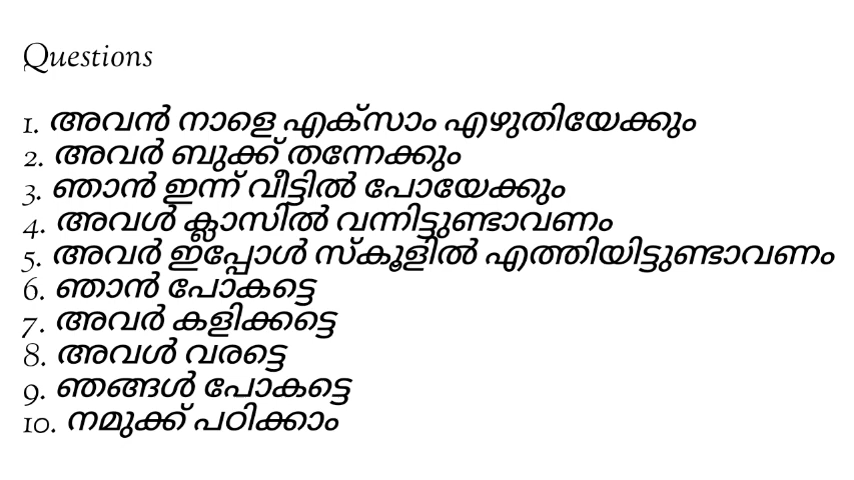 Questions
1. അവൻ നാളെ എക്സാം എഴുതിയേക്കും
2. അവർ ബുക്ക് തന്നേക്കും
3. ഞാൻ ഇന്ന് വീട്ടിൽ പോയേക്കും
4. അവൾ ക്ലാസിൽ വന്നിട്ടുണ്ടാവണം
5. അവർ ഇപ്പോൾ സ്കൂളിൽ എത്തിയിട്ടുണ്ടാവണം
6. ഞാൻ പോകട്ടെ
7. അവർ കളിക്കട്ടെ
8. അവൾ വരട്ടെ
9. ഞങ്ങൾ പോകട്ടെ
10. നമുക്ക് പഠിക്കാം